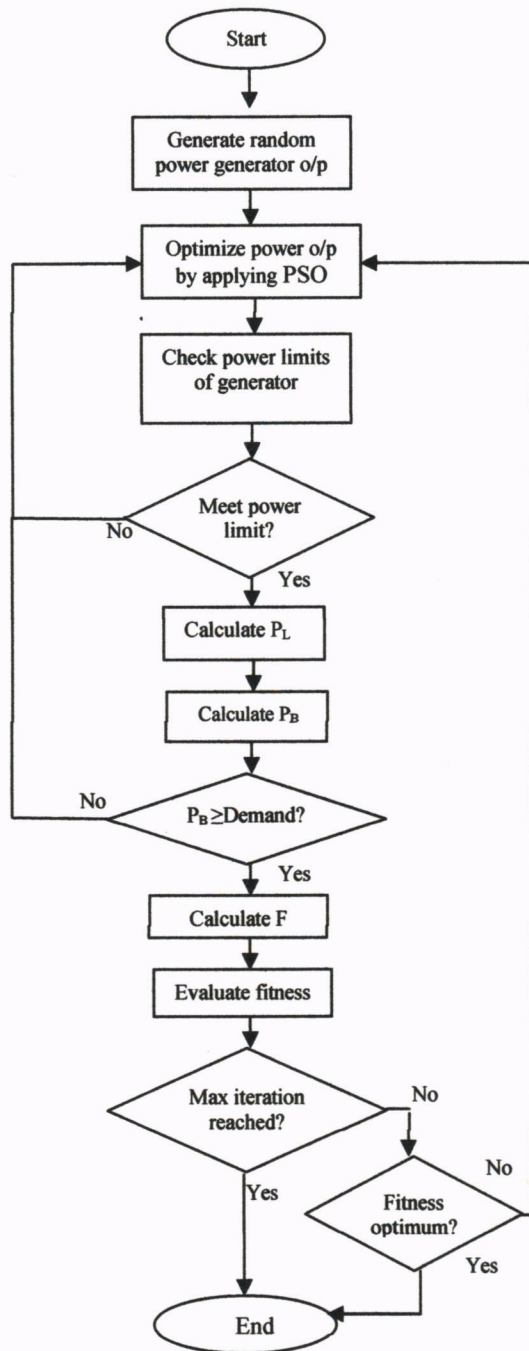 Start
Generate random
power generator o/p
Optimize power o/p
by applying PSO
Check power limits
of generator
Meet power
limit?
No
Yes
Calculate PL
Calculate PB
No
PB≥Demand?
Yes
Calculate F
Evaluate fitness
Max iteration
reached?
No
Yes
No
Fitness
optimum?
Yes
End